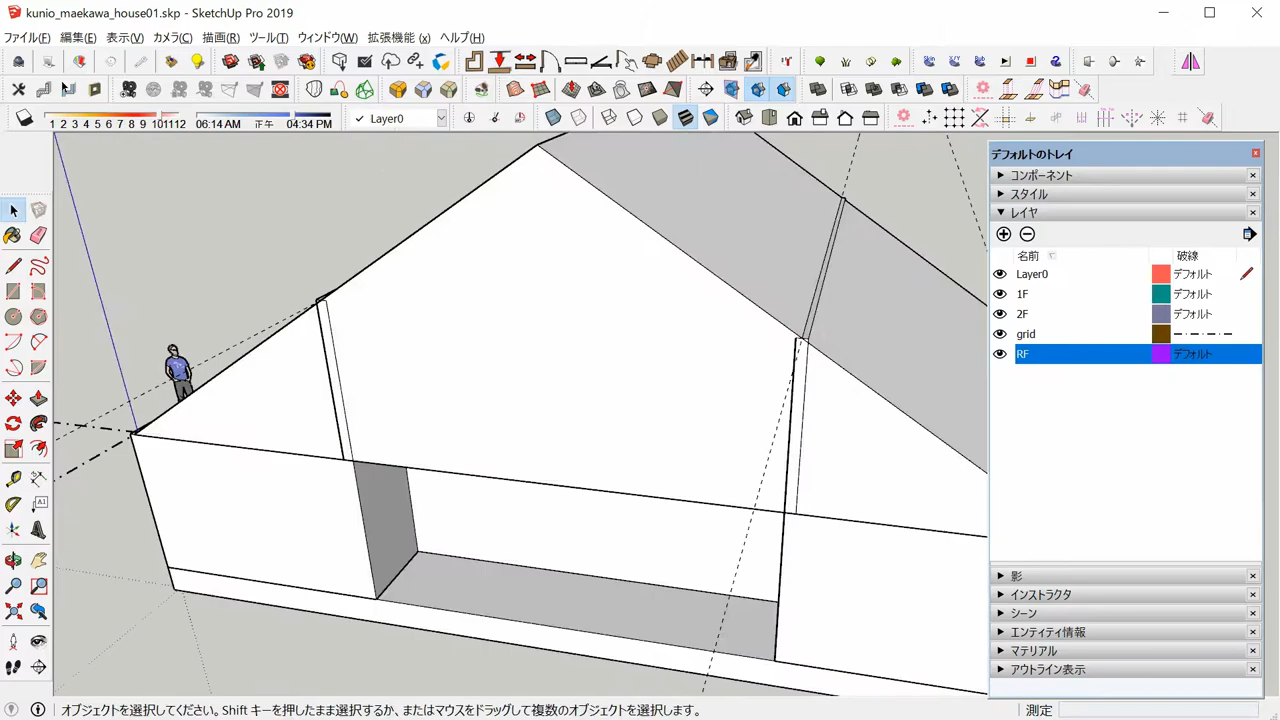 kunio_maekawa_house01.skp - SketchUp Pro 2019
ファイル(F) 編集(E) 表示(V) カメラ(C) 描画(R) ツール(T) ウィンドウ(W) 拡張機能 (x) ヘルプ(H)
1 2 3 4 5 6 7 8 9 101112 06:14 AM 正午 04:34 PM Layer0
デフォルトのトレイ
コンポーネント
スタイル
レイヤ
名前 破線
Layer0 デフォルト
1F デフォルト
2F デフォルト
grid
RF デフォルト
A1
影
インストラクタ
シーン
エンティティ情報
マテリアル
アウトライン表示
オブジェクトを選択してください。Shift キーを押したまま選択するか、またはマウスをドラッグして複数のオブジェクトを選択します。 測定